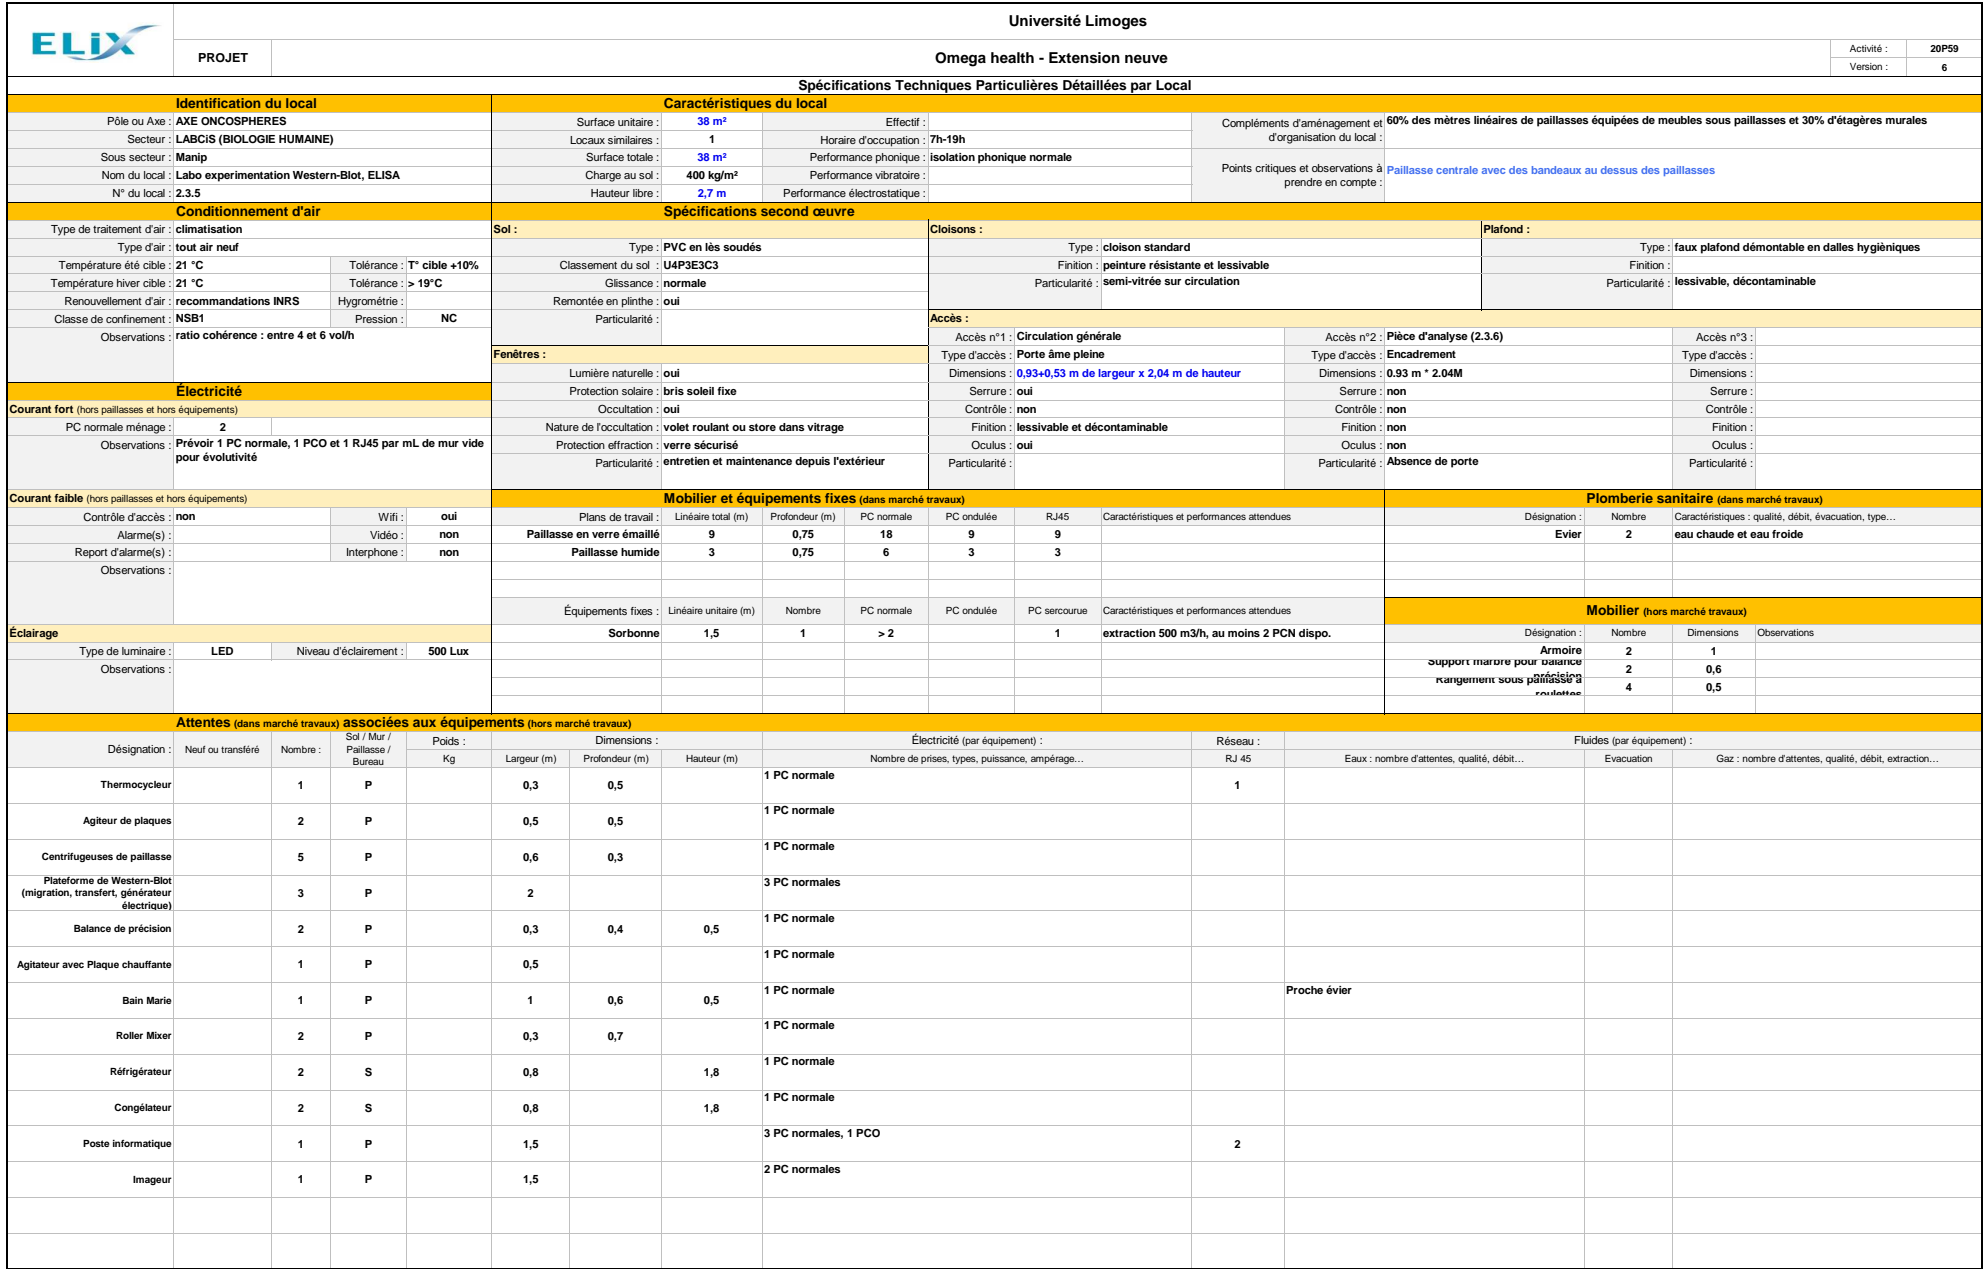 ELiX
Université Limoges
PROJET
Omega health - Extension neuve
Activité : 20P59
Version : 6
Spécifications Techniques Particulières Détaillées par Local
Identification du local
Pôle ou Axe : AXE ONCOSPHERES
Secteur : LABCiS (BIOLOGIE HUMAINE)
Sous secteur : Manip
Nom du local : Labo experimentation Western-Blot, ELISA
N° du local : 2.3.5
Caractéristiques du local
Surface unitaire : 38 m² Effectif :
Locaux similaires : 1 Horaire d'occupation : 7h-19h
Surface totale : 38 m² Performance phonique : isolation phonique normale
Charge au sol : 400 kg/m² Performance vibratoire :
Hauteur libre : 2,7 m Performance électrostatique :
Compléments d'aménagement et d'organisation du local : 60% des mètres linéaires de paillasses équipées de meubles sous paillasses et 30% d'étagères murales
Points critiques et observations à prendre en compte : Paillasse centrale avec des bandeaux au dessus des paillasses
Conditionnement d'air
Type de traitement d'air : climatisation
Type d'air : tout air neuf
Température été cible : 21 °C Tolérance : T° cible +10%
Température hiver cible : 21 °C Tolérance : > 19°C
Renouvellement d'air : recommandations INRS Hygrométrie :
Classe de confinement : NSB1 Pression : NC
Observations : ratio cohérence : entre 4 et 6 vol/h
Spécifications second œuvre
Sol :
Type : PVC en lès soudés
Classement du sol : U4P3E3C3
Glissance : normale
Remontée en plinthe : oui
Particularité :
Cloisons :
Type : cloison standard
Finition : peinture résistante et lessivable
Particularité : semi-vitrée sur circulation
Plafond :
Type : faux plafond démontable en dalles hygièniques
Finition :
Particularité : lessivable, décontaminable
Fenêtres :
Lumière naturelle : oui
Protection solaire : bris soleil fixe
Occultation : oui
Nature de l'occultation : volet roulant ou store dans vitrage
Protection effraction : verre sécurisé
Particularité : entretien et maintenance depuis l'extérieur
Accès :
Accès n°1 : Circulation générale Accès n°2 : Pièce d'analyse (2.3.6) Accès n°3 :
Type d'accès : Porte âme pleine Type d'accès : Encadrement Type d'accès :
Dimensions : 0,93+0,53 m de largeur x 2,04 m de hauteur Dimensions : 0.93 m * 2.04M Dimensions :
Serrure : oui Serrure : non Serrure :
Contrôle : non Contrôle : non Contrôle :
Finition : lessivable et décontaminable Finition : non Finition :
Oculus : oui Oculus : non Oculus :
Particularité : Particularité : Absence de porte Particularité :
Électricité
Courant fort (hors paillasses et hors équipements)
PC normale ménage : 2
Observations : Prévoir 1 PC normale, 1 PCO et 1 RJ45 par mL de mur vide
pour évolutivité
Courant faible (hors paillasses et hors équipements)
Contrôle d'accès : non Wifi : oui
Alarme(s) : Vidéo : non
Report d'alarme(s) : Interphone : non
Observations :
Éclairage
Type de luminaire : LED Niveau d'éclairement : 500 Lux
Observations :
Mobilier et équipements fixes (dans marché travaux)
Plans de travail : Linéaire total (m) Profondeur (m) PC normale PC ondulée RJ45 Caractéristiques et performances attendues
Paillasse en verre émaillé 9 0,75 18 9 9
Paillasse humide 3 0,75 6 3 3
Équipements fixes : Linéaire unitaire (m) Nombre PC normale PC ondulée PC sercourue Caractéristiques et performances attendues
Sorbonne 1,5 1 > 2 1 extraction 500 m3/h, au moins 2 PCN dispo.
Plomberie sanitaire (dans marché travaux)
Désignation : Nombre Caractéristiques : qualité, débit, évacuation, type…
Evier 2 eau chaude et eau froide
Mobilier (hors marché travaux)
Désignation : Nombre Dimensions Observations
Armoire 2 1
Support marbre pour balance précision 2 0,6
Rangement sous paillasse à roulettes 4 0,5
Attentes (dans marché travaux) associées aux équipements (hors marché travaux)
Désignation : Neuf ou transféré Nombre : Sol / Mur / Paillasse / Bureau Poids : Dimensions : Électricité (par équipement) : Réseau : Fluides (par équipement) :
Kg Largeur (m) Profondeur (m) Hauteur (m) Nombre de prises, types, puissance, ampérage… RJ 45 Eaux : nombre d'attentes, qualité, débit… Evacuation Gaz : nombre d'attentes, qualité, débit, extraction…
Thermocycleur 1 P 0,3 0,5 1 PC normale 1
Agiteur de plaques 2 P 0,5 0,5 1 PC normale
Centrifugeuses de paillasse 5 P 0,6 0,3 1 PC normale
Plateforme de Western-Blot (migration, transfert, générateur électrique) 3 P 2 3 PC normales
Balance de précision 2 P 0,3 0,4 0,5 1 PC normale
Agitateur avec Plaque chauffante 1 P 0,5 1 PC normale
Bain Marie 1 P 1 0,6 0,5 1 PC normale Proche évier
Roller Mixer 2 P 0,3 0,7 1 PC normale
Réfrigérateur 2 S 0,8 1,8 1 PC normale
Congélateur 2 S 0,8 1,8 1 PC normale
Poste informatique 1 P 1,5 3 PC normales, 1 PCO 2
Imageur 1 P 1,5 2 PC normales